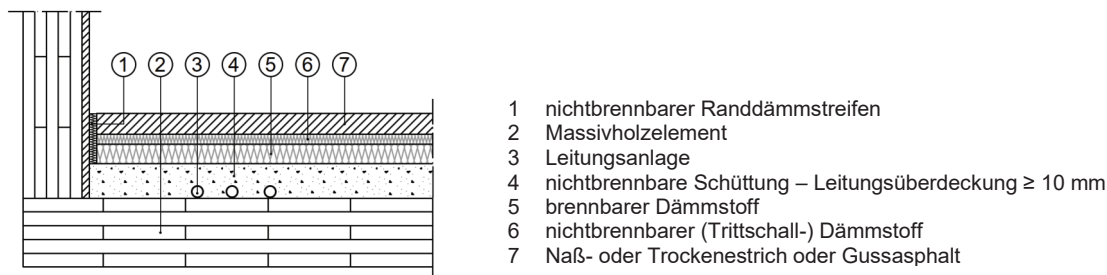 1 2 3 4 5 6 7
1 nichtbrennbarer Randdämmstreifen
2 Massivholzelement
3 Leitungsanlage
4 nichtbrennbare Schüttung – Leitungsüberdeckung ≥ 10 mm
5 brennbarer Dämmstoff
6 nichtbrennbarer (Trittschall-) Dämmstoff
7 Naß- oder Trockenestrich oder Gussasphalt